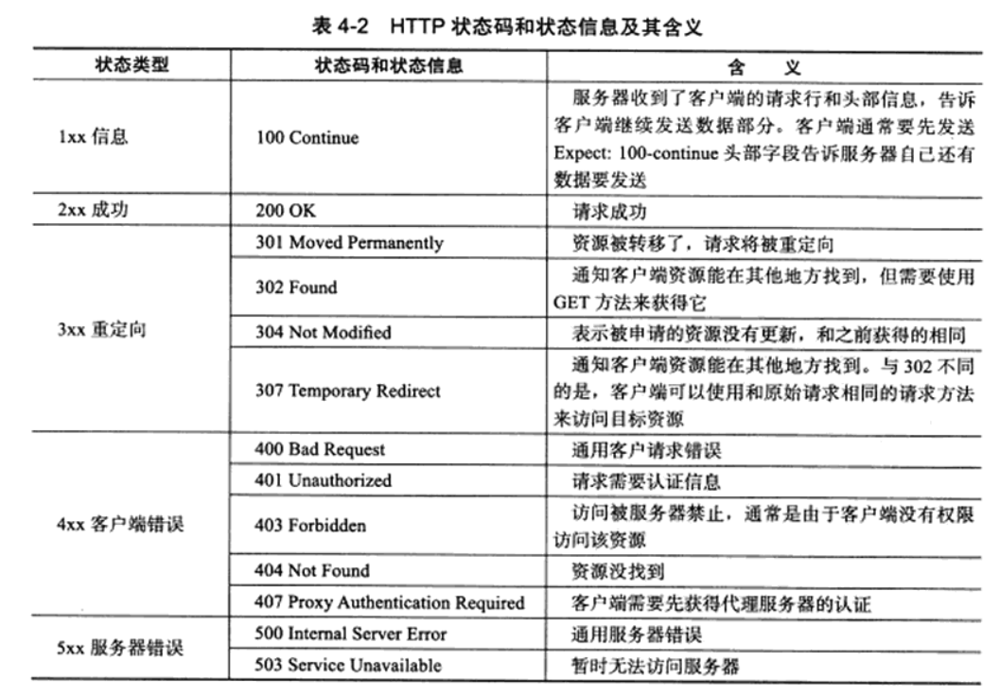 表 4-2 HTTP 状态码和状态信息及其含义
状态类型 状态码和状态信息 含 义
1xx 信息 100 Continue 服务器收到了客户端的请求行和头部信息，告诉
客户端继续发送数据部分。客户端通常要先发送
Expect: 100-continue 头部字段告诉服务器自己还有
数据要发送
2xx 成功 200 OK 请求成功
3xx 重定向 301 Moved Permanently 资源被转移了，请求将被重定向
302 Found 通知客户端资源能在其他地方找到，但需要使用
GET 方法来获得它
304 Not Modified 表示被申请的资源没有更新，和之前获得的相同
307 Temporary Redirect 通知客户端资源能在其他地方找到。与 302 不同
的是，客户端可以使用和原始请求相同的请求方法
来访问目标资源
4xx 客户端错误 400 Bad Request 通用客户请求错误
401 Unauthorized 请求需要认证信息
403 Forbidden 访问被服务器禁止，通常是由于客户端没有权限
访问该资源
404 Not Found 资源没找到
407 Proxy Authentication Required 客户端需要先获得代理服务器的认证
5xx 服务器错误 500 Internal Server Error 通用服务器错误
503 Service Unavailable 暂时无法访问服务器